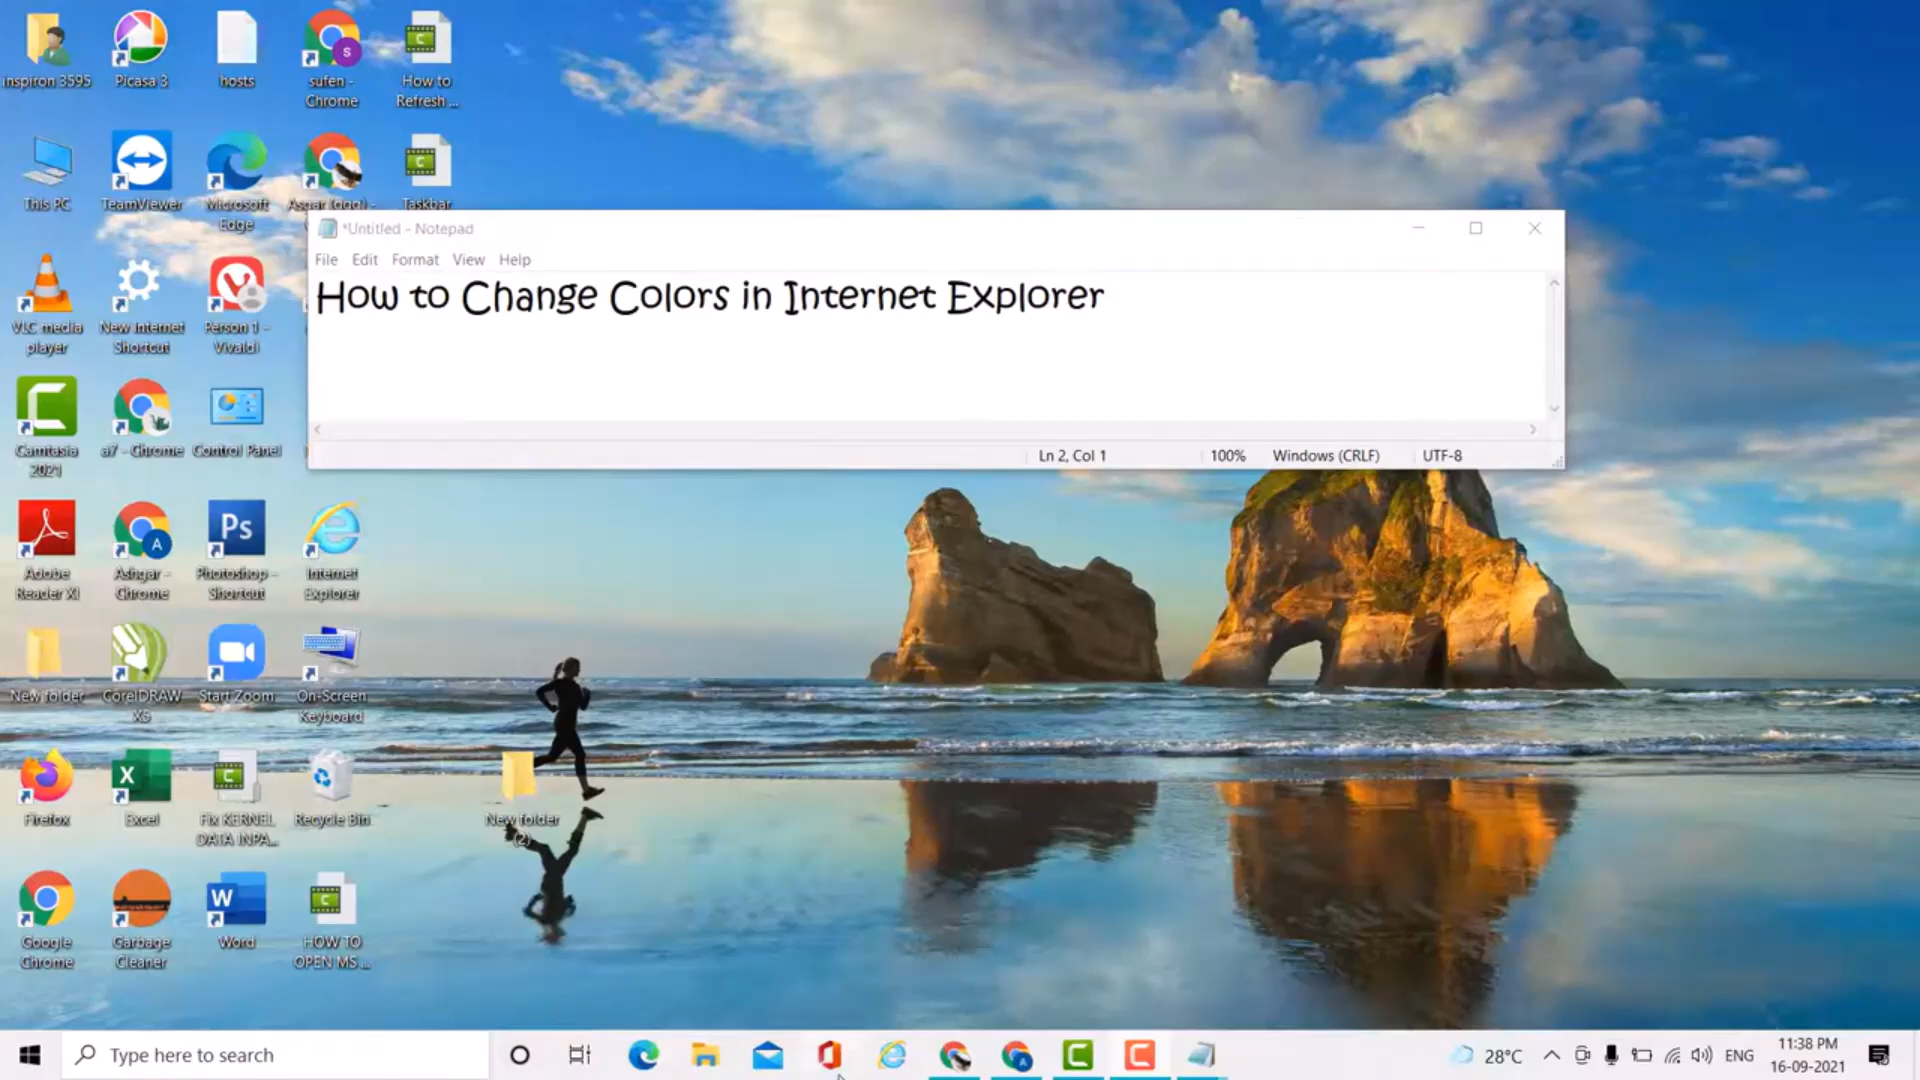 inspiron 3595
Picasa 3
hosts
sufen -
Chrome
How to
Refresh ...
This PC
TeamViewer
Microsoft
Edge
Asgar (qgc) -
Taskbar
*Untitled - Notepad
File Edit Format View Help
How to Change Colors in Internet Explorer
Ln 2, Col 1
100%
Windows (CRLF)
UTF-8
VLC media
player
New Internet
Shortcut
Person 1 -
Vivaldi
Camtasia
2021
a7 - Chrome
Control Panel
Adobe
Reader XI
Ashgar -
Chrome
Photoshop -
Shortcut
Internet
Explorer
New folder
CorelDRAW
X5
Start Zoom
On-Screen
Keyboard
Firefox
Excel
Fix KERNEL
DATA INPA...
Recycle Bin
New folder
(2)
Google
Chrome
Garbage
Cleaner
Word
HOW TO
OPEN MS ...
Type here to search
28°C
ENG
11:38 PM
16-09-2021